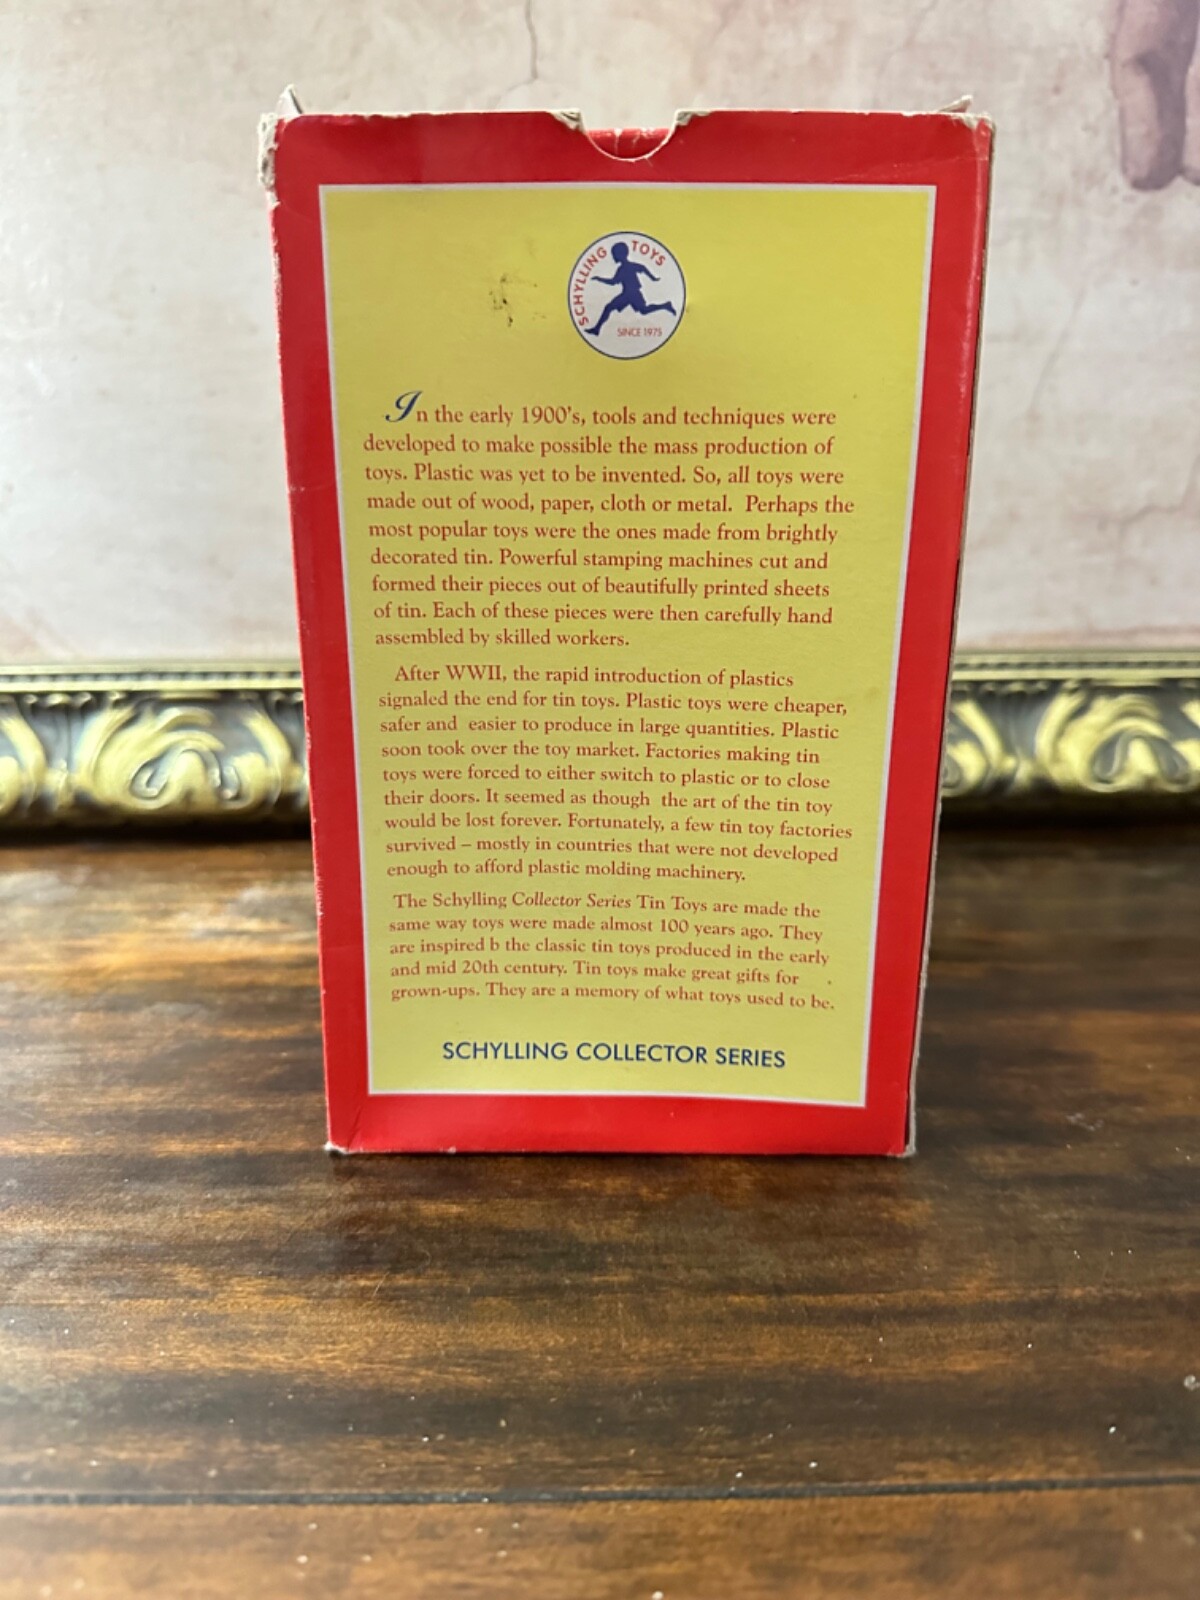 SCHYLLING TOYS
SINCE 1975
In the early 1900's, tools and techniques were
developed to make possible the mass production of
toys. Plastic was yet to be invented. So, all toys were
made out of wood, paper, cloth or metal. Perhaps the
most popular toys were the ones made from brightly
decorated tin. Powerful stamping machines cut and
formed their pieces out of beautifully printed sheets
of tin. Each of these pieces were then carefully hand
assembled by skilled workers.
After WWII, the rapid introduction of plastics
signaled the end for tin toys. Plastic toys were cheaper,
safer and easier to produce in large quantities. Plastic
soon took over the toy market. Factories making tin
toys were forced to either switch to plastic or to close
their doors. It seemed as though the art of the tin toy
would be lost forever. Fortunately, a few tin toy factories
survived – mostly in countries that were not developed
enough to afford plastic molding machinery.
The Schylling Collector Series Tin Toys are made the
same way toys were made almost 100 years ago. They
are inspired b the classic tin toys produced in the early
and mid 20th century. Tin toys make great gifts for
grown-ups. They are a memory of what toys used to be.
SCHYLLING COLLECTOR SERIES